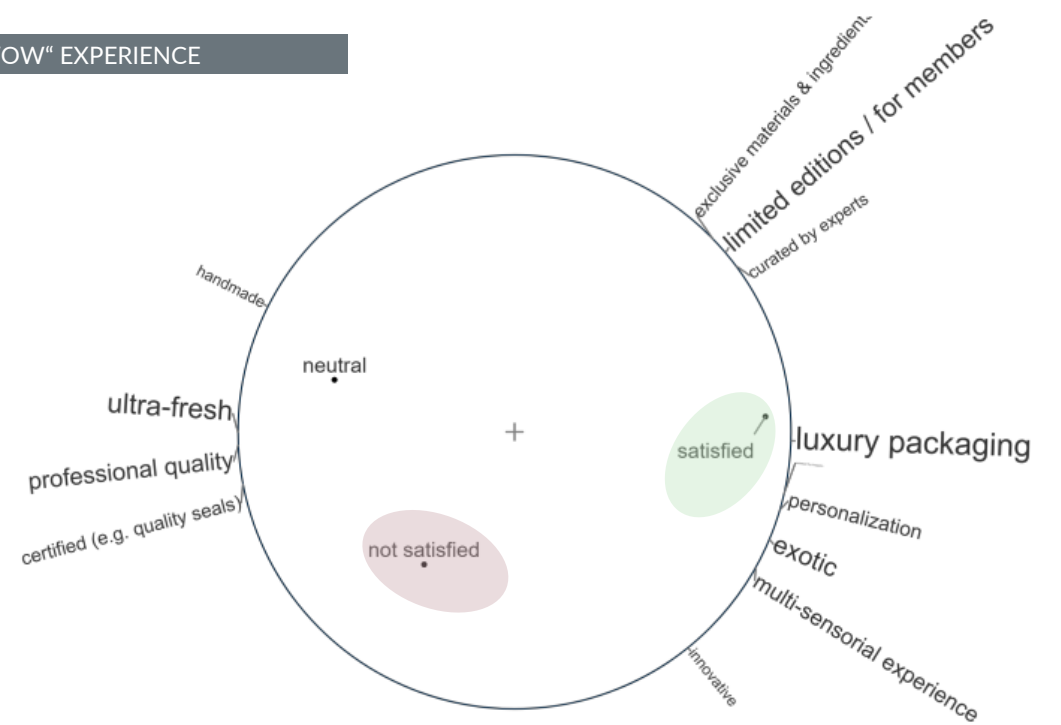 OW“ EXPERIENCE
exclusive materials & ingredients
limited editions / for members
curated by experts
handmade
neutral
ultra-fresh
professional quality
certified (e.g. quality seals)
satisfied
luxury packaging
personalization
exotic
multi-sensorial experience
not satisfied
innovative